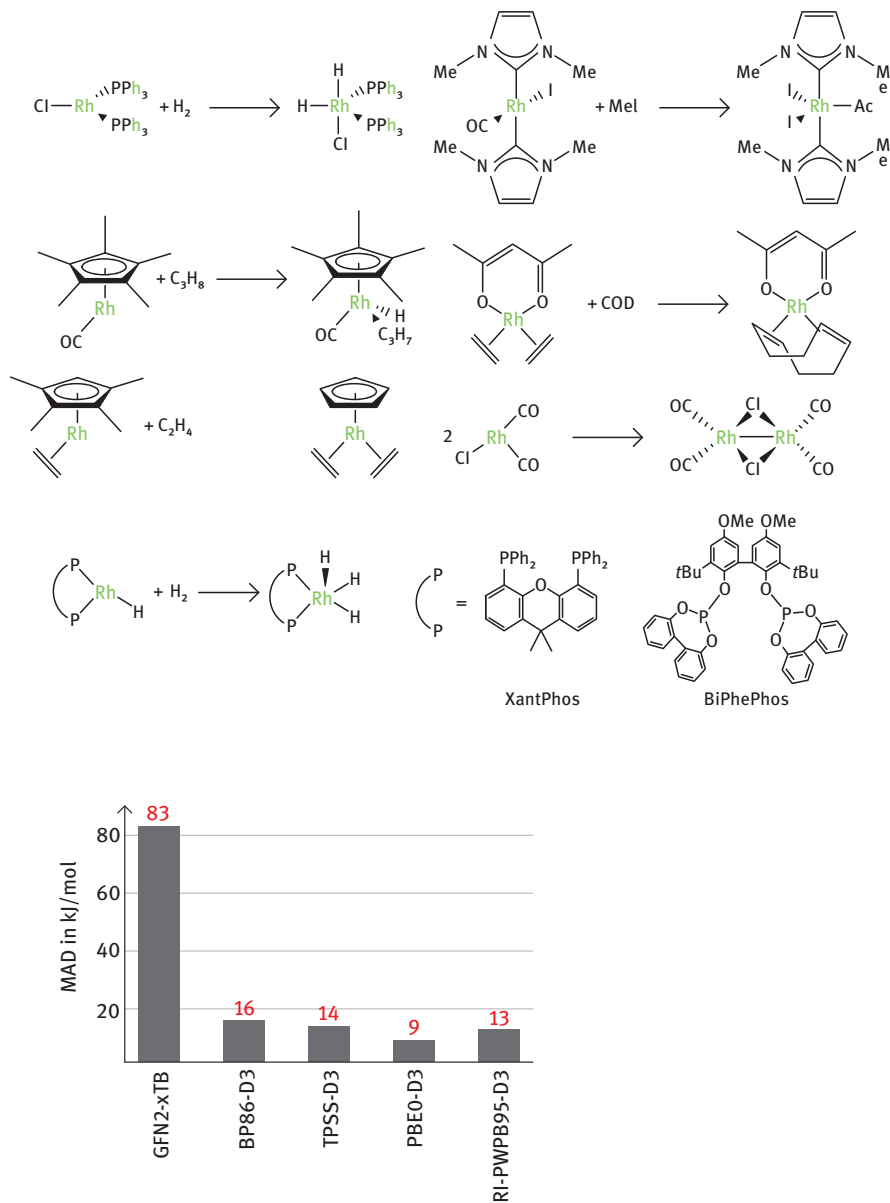 Cl Rh PPh₃ PPh₃ + H₂
H H Rh PPh₃ PPh₃ Cl
N N Me Me Rh I OC Me N N Me + MeI
N N Me Me I Rh Ac I Me N N Me
Rh OC + C₃H₈
Rh H OC C₃H₇
O O Rh + COD
O O Rh
Rh + C₂H₄
Rh
2 CO Rh Cl CO
OC Cl CO Rh Rh OC Cl CO
P Rh P H + H₂
H P H Rh P H
P P = PPh₂ PPh₂ O
XantPhos
OMe OMe tBu tBu O O O P O P O O
BiPhePhos
MAD in kJ/mol
80
60
40
20
83
16
14
9
13
GFN2-xTB
BP86-D3
TPSS-D3
PBE0-D3
RI-PWPB95-D3